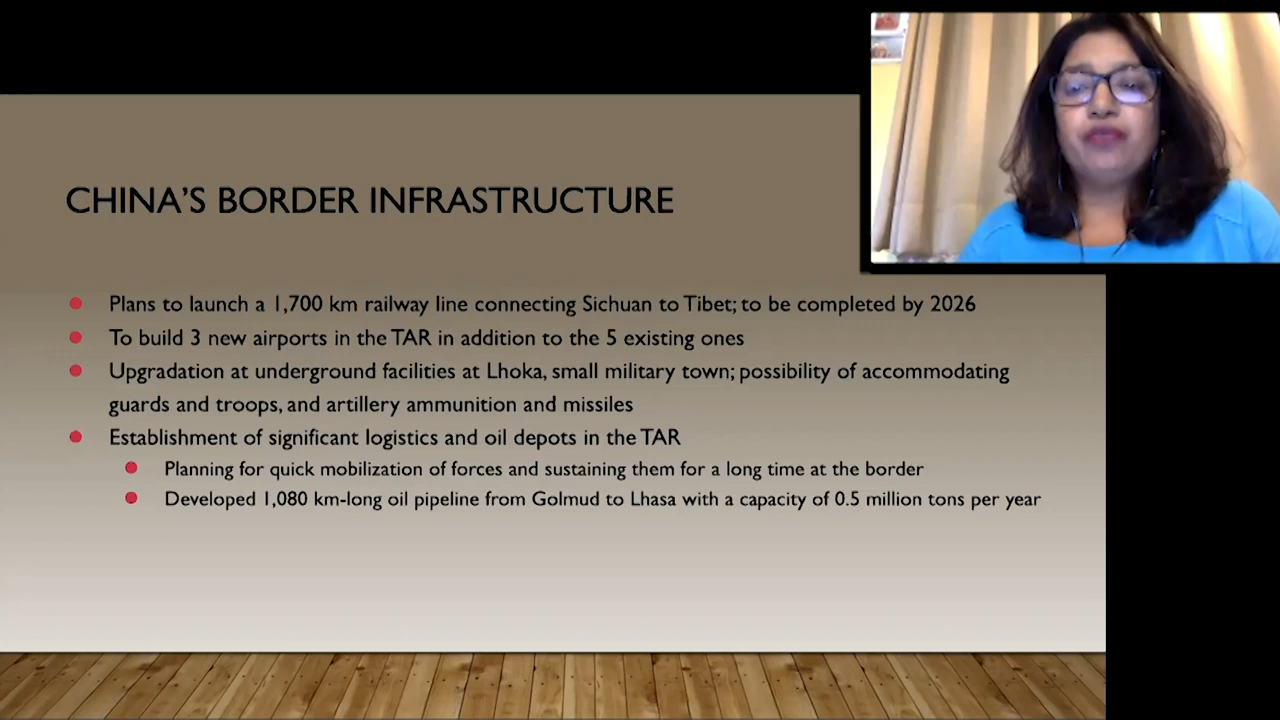 CHINA'S BORDER INFRASTRUCTURE
Plans to launch a 1,700 km railway line connecting Sichuan to Tibet; to be completed by 2026
To build 3 new airports in the TAR in addition to the 5 existing ones
Upgradation at underground facilities at Lhoka, small military town; possibility of accommodating
guards and troops, and artillery ammunition and missiles
Establishment of significant logistics and oil depots in the TAR
Planning for quick mobilization of forces and sustaining them for a long time at the border
Developed 1,080 km-long oil pipeline from Golmud to Lhasa with a capacity of 0.5 million tons per year